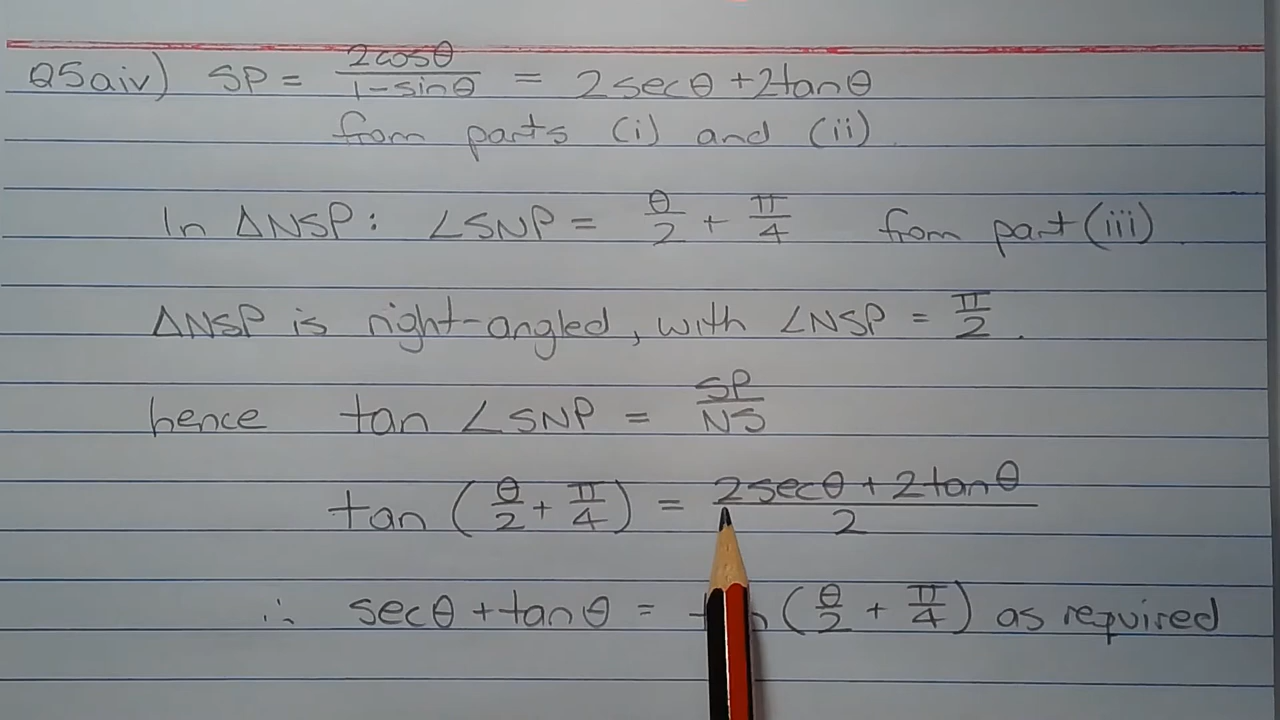 Q5aiv) SP = 2cosθ/(1-sinθ) = 2secθ + 2tanθ
from parts (i) and (ii).
In ΔNSP: ∠SNP = θ/2 + π/4 from part (iii).
ΔNSP is right-angled, with ∠NSP = π/2.
hence tan ∠SNP = SP/NS
tan (θ/2 + π/4) = (2secθ + 2tanθ)/2
∴ secθ + tanθ = (θ/2 + π/4) as required